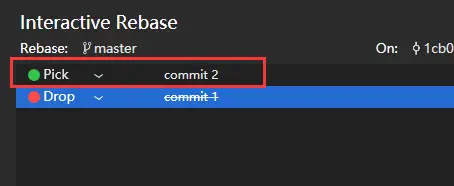 Interactive Rebase
Rebase: master On: 1cb0
Pick commit 2
Drop commit 1